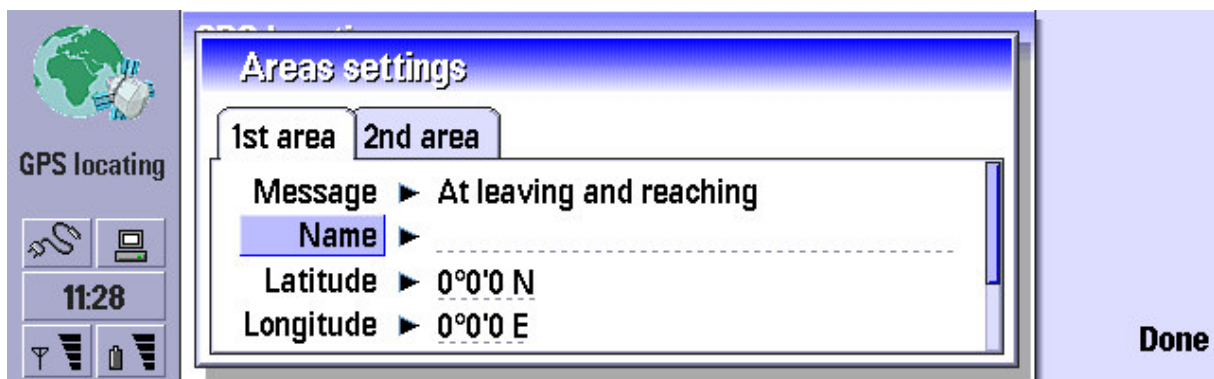 Areas settings
1st area 2nd area
GPS locating
Message ► At leaving and reaching
Name ►
Latitude ► 0°0'0 N
Longitude ► 0°0'0 E
11:28
Done